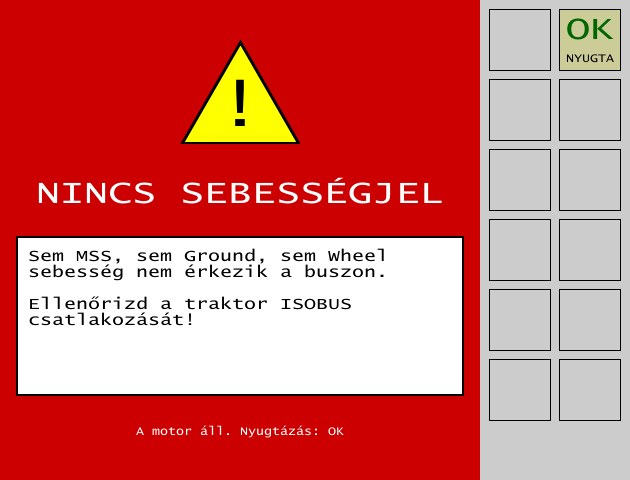 !
NINCS SEBESSÉGJEL
Sem MSS, sem Ground, sem Wheel
sebesség nem érkezik a buszon.
Ellenőrizd a traktor ISOBUS
csatlakozását!
A motor áll. Nyugtázás: OK
OK
NYUGTA